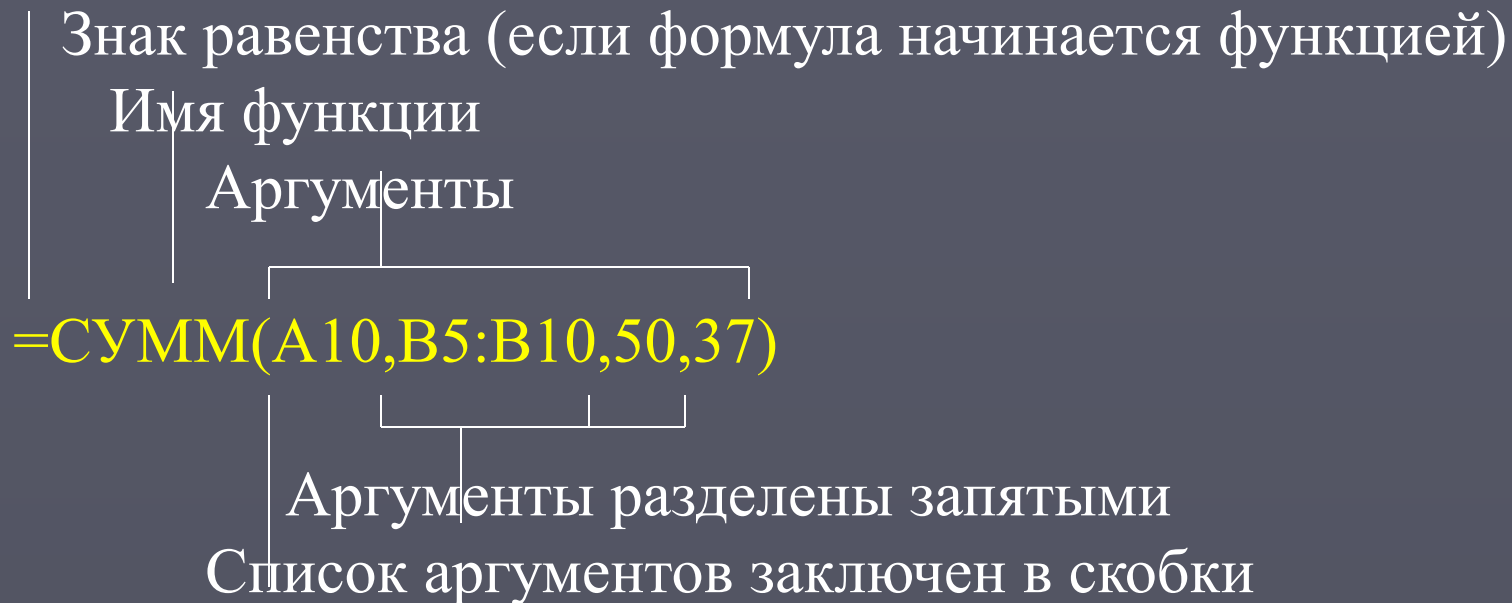 Знак равенства (если формула начинается функцией)
Имя функции
Аргументы
=СУММ(A10,B5:B10,50,37)
Аргументы разделены запятыми
Список аргументов заключен в скобки